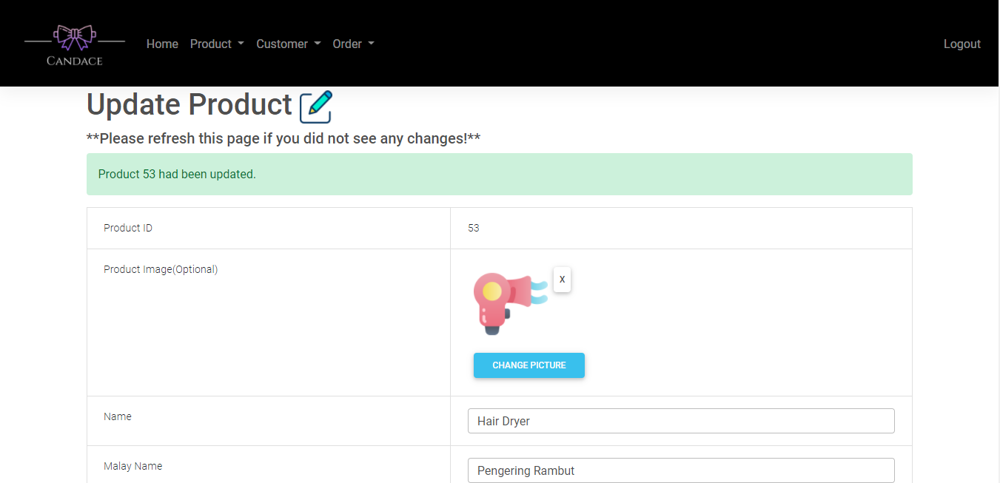 CANDACE
Home Product Customer Order Logout
Update Product
**Please refresh this page if you did not see any changes!**
Product 53 had been updated.
Product ID 53
Product Image(Optional)
X
CHANGE PICTURE
Name Hair Dryer
Malay Name Pengering Rambut